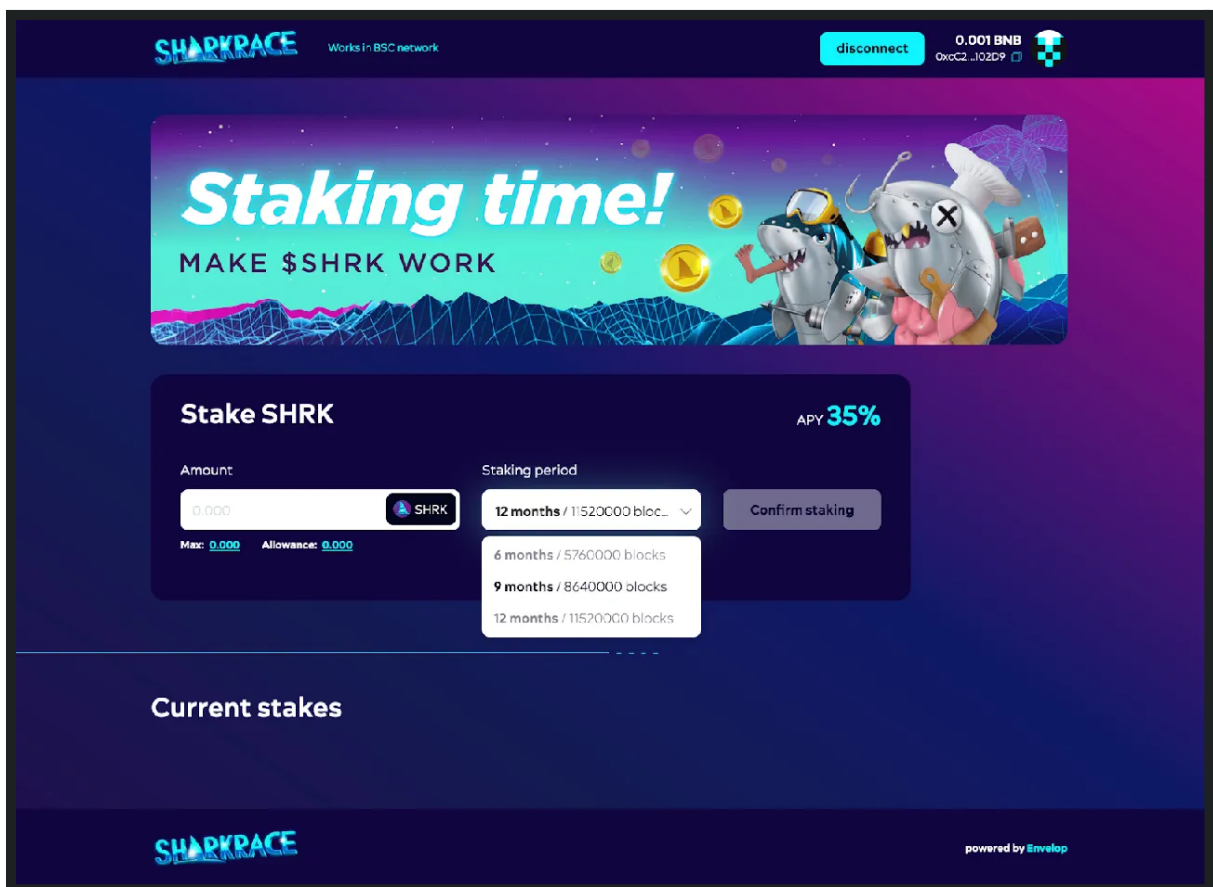 SHARKRACE
Works in BSC network
disconnect
0.001 BNB
0xcC2...102D9
Staking time!
MAKE $SHRK WORK
Stake SHRK
APY 35%
Amount
Staking period
0.000
SHRK
12 months / 11520000 bloc...
Confirm staking
Max: 0.000 Allowance: 0.000
6 months / 5760000 blocks
9 months / 8640000 blocks
12 months / 11520000 blocks
Current stakes
SHARKRACE
powered by Envelop